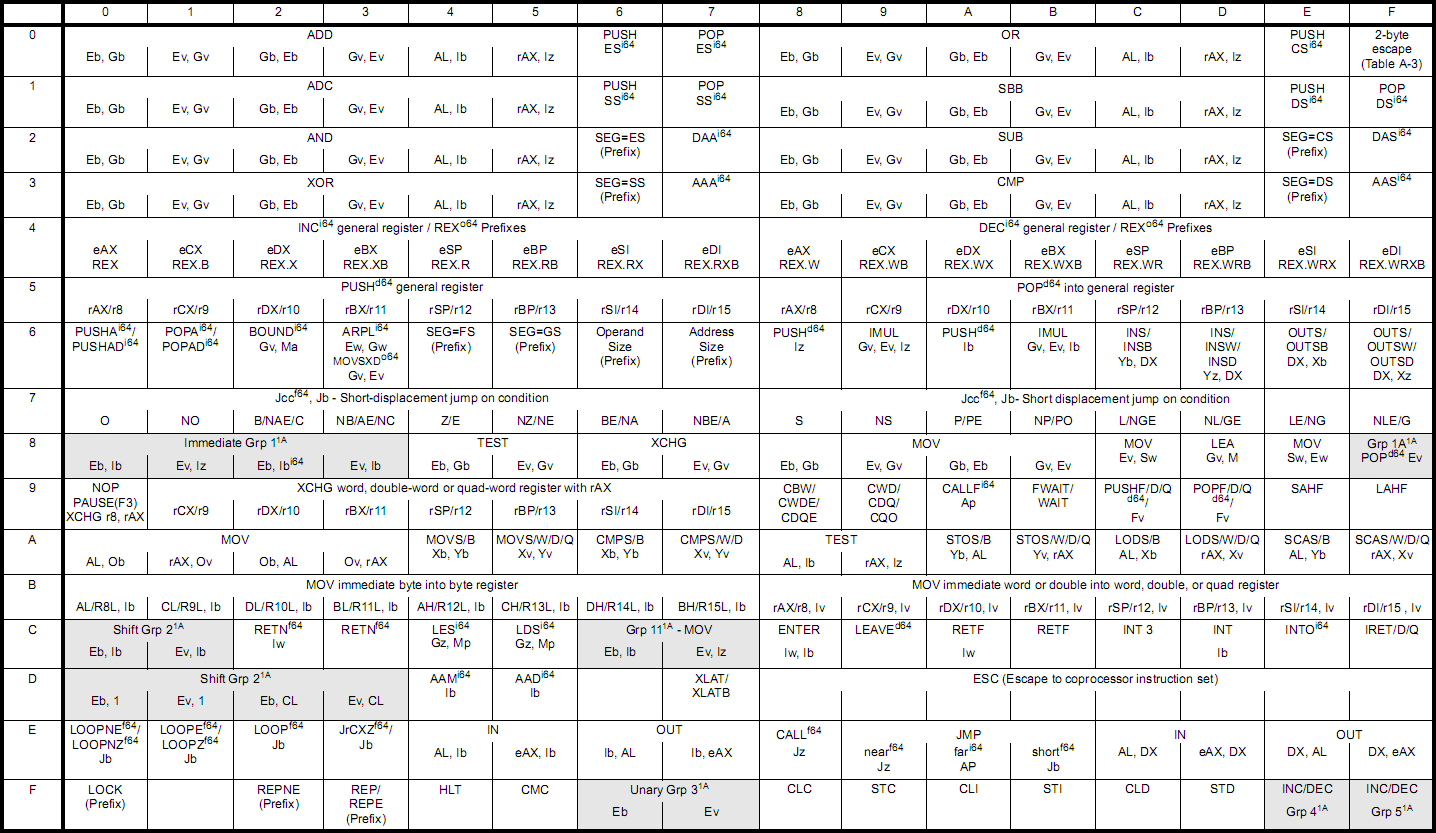 0 1 2 3 4 5 6 7 8 9 A B C D E F
0 ADD PUSH POP OR PUSH 2-byte
ES^i64 ES^i64 CS^i64 escape
Eb, Gb Ev, Gv Gb, Eb Gv, Ev AL, Ib rAX, Iz Eb, Gb Ev, Gv Gb, Eb Gv, Ev AL, Ib rAX, Iz (Table A-3)
1 ADC PUSH POP SBB PUSH POP
SS^i64 SS^i64 DS^i64 DS^i64
Eb, Gb Ev, Gv Gb, Eb Gv, Ev AL, Ib rAX, Iz Eb, Gb Ev, Gv Gb, Eb Gv, Ev AL, Ib rAX, Iz
2 AND SEG=ES DAA^i64 SUB SEG=CS DAS^i64
(Prefix) (Prefix)
Eb, Gb Ev, Gv Gb, Eb Gv, Ev AL, Ib rAX, Iz Eb, Gb Ev, Gv Gb, Eb Gv, Ev AL, Ib rAX, Iz
3 XOR SEG=SS AAA^i64 CMP SEG=DS AAS^i64
(Prefix) (Prefix)
Eb, Gb Ev, Gv Gb, Eb Gv, Ev AL, Ib rAX, Iz Eb, Gb Ev, Gv Gb, Eb Gv, Ev AL, Ib rAX, Iz
4 INC^i64 general register / REX^o64 Prefixes DEC^i64 general register / REX^o64 Prefixes
eAX eCX eDX eBX eSP eBP eSI eDI eAX eCX eDX eBX eSP eBP eSI eDI
REX REX.B REX.X REX.XB REX.R REX.RB REX.RX REX.RXB REX.W REX.WB REX.WX REX.WXB REX.WR REX.WRB REX.WRX REX.WRXB
5 PUSH^d64 general register POP^d64 into general register
rAX/r8 rCX/r9 rDX/r10 rBX/r11 rSP/r12 rBP/r13 rSI/r14 rDI/r15 rAX/r8 rCX/r9 rDX/r10 rBX/r11 rSP/r12 rBP/r13 rSI/r14 rDI/r15
6 PUSHA^i64/ POPA^i64/ BOUND^i64 ARPL^i64 SEG=FS SEG=GS Operand Address PUSH^d64 IMUL PUSH^d64 IMUL INS/ INS/ OUTS/ OUTS/
PUSHAD^i64 POPAD^i64 Gv, Ma Ew, Gw (Prefix) (Prefix) Size Size Iz Gv, Ev, Iz Ib Gv, Ev, Ib INSB INSW/ OUTSB OUTSW/
MOVSXD^o64 (Prefix) (Prefix) Yb, DX INSD DX, Xb OUTSD
Gv, Ev Yz, DX DX, Xz
7 Jcc^f64, Jb - Short-displacement jump on condition Jcc^f64, Jb- Short displacement jump on condition
O NO B/NAE/C NB/AE/NC Z/E NZ/NE BE/NA NBE/A S NS P/PE NP/PO L/NGE NL/GE LE/NG NLE/G
8 Immediate Grp 1^1A TEST XCHG MOV MOV LEA MOV Grp 1A^1A
Ev, Sw Gv, M Sw, Ew POP^d64 Ev
Eb, Ib Ev, Iz Eb, Ib^i64 Ev, Ib Eb, Gb Ev, Gv Eb, Gb Ev, Gv Eb, Gb Ev, Gv Gb, Eb Gv, Ev
9 NOP XCHG word, double-word or quad-word register with rAX CBW/ CWD/ CALLF^i64 FWAIT/ PUSHF/D/Q POPF/D/Q SAHF LAHF
PAUSE(F3) CWDE/ CDQ/ Ap WAIT ^d64/ ^d64/
XCHG r8, rAX rCX/r9 rDX/r10 rBX/r11 rSP/r12 rBP/r13 rSI/r14 rDI/r15 CDQE CQO Fv Fv
A MOV MOVS/B MOVS/W/D/Q CMPS/B CMPS/W/D TEST STOS/B STOS/W/D/Q LODS/B LODS/W/D/Q SCAS/B SCAS/W/D/Q
Xb, Yb Xv, Yv Xb, Yb Xv, Yv Yb, AL Yv, rAX AL, Xb rAX, Xv AL, Yb rAX, Xv
AL, Ob rAX, Ov Ob, AL Ov, rAX AL, Ib rAX, Iz
B MOV immediate byte into byte register MOV immediate word or double into word, double, or quad register
AL/R8L, Ib CL/R9L, Ib DL/R10L, Ib BL/R11L, Ib AH/R12L, Ib CH/R13L, Ib DH/R14L, Ib BH/R15L, Ib rAX/r8, Iv rCX/r9, Iv rDX/r10, Iv rBX/r11, Iv rSP/r12, Iv rBP/r13, Iv rSI/r14, Iv rDI/r15 , Iv
C Shift Grp 2^1A RETN^f64 RETN^f64 LES^i64 LDS^i64 Grp 11^1A - MOV ENTER LEAVE^d64 RETF RETF INT 3 INT INTO^i64 IRET/D/Q
Iw Gz, Mp Gz, Mp
Eb, Ib Ev, Ib Eb, Ib Ev, Iz Iw, Ib Iw Ib
D Shift Grp 2^1A AAM^i64 AAD^i64 XLAT/ ESC (Escape to coprocessor instruction set)
Ib Ib XLATB
Eb, 1 Ev, 1 Eb, CL Ev, CL
E LOOPNE^f64/ LOOPE^f64/ LOOP^f64 JrCXZ^f64/ IN OUT CALL^f64 JMP IN OUT
LOOPNZ^f64 LOOPZ^f64 Jb Jb AL, Ib eAX, Ib Ib, AL Ib, eAX Jz near^f64 far^i64 short^f64 AL, DX eAX, DX DX, AL DX, eAX
Jb Jb Jz AP Jb
F LOCK REPNE REP/ HLT CMC Unary Grp 3^1A CLC STC CLI STI CLD STD INC/DEC INC/DEC
(Prefix) (Prefix) REPE Eb Ev Grp 4^1A Grp 5^1A
(Prefix)